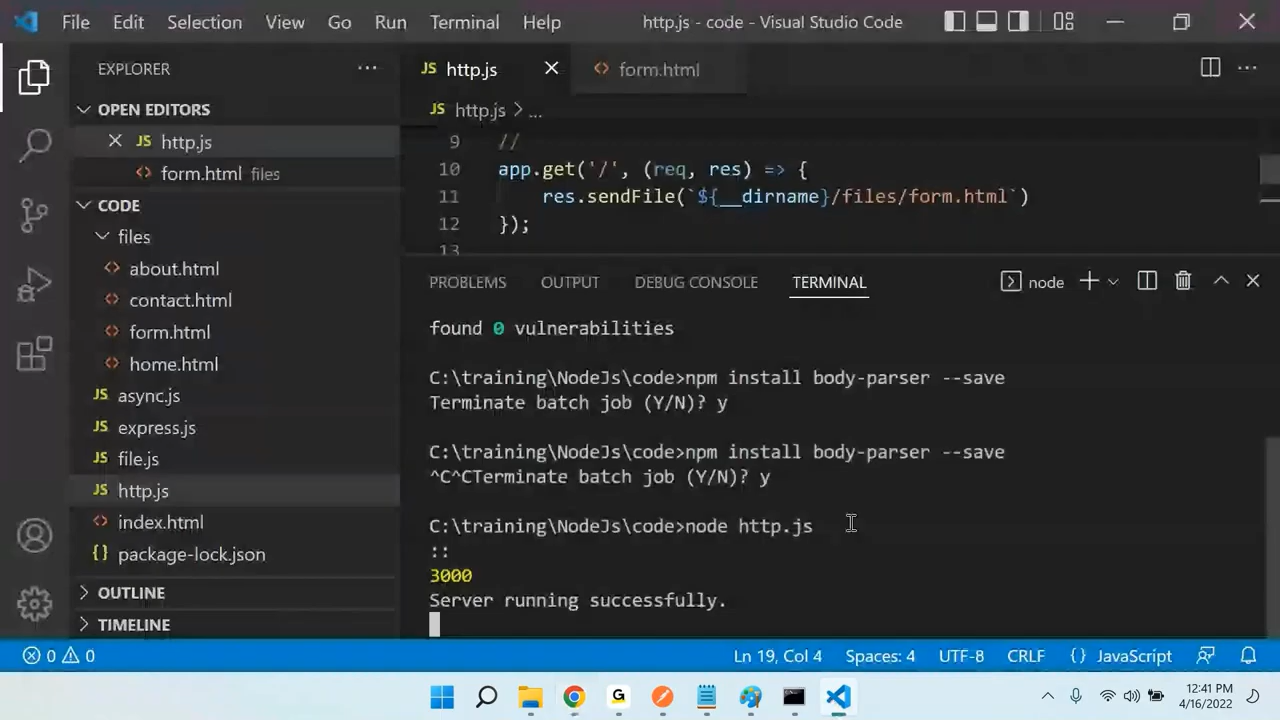 File Edit Selection View Go Run Terminal Help http.js - code - Visual Studio Code
EXPLORER
OPEN EDITORS
JS http.js
form.html files
CODE
files
about.html
contact.html
form.html
home.html
JS async.js
JS express.js
JS file.js
JS http.js
index.html
{} package-lock.json
OUTLINE
TIMELINE
JS http.js form.html
JS http.js > ...
9 //
10 app.get('/', (req, res) => {
11 res.sendFile(`${__dirname}/files/form.html`)
12 });
13
PROBLEMS OUTPUT DEBUG CONSOLE TERMINAL node
found 0 vulnerabilities
C:\training\NodeJs\code>npm install body-parser --save
Terminate batch job (Y/N)? y
C:\training\NodeJs\code>npm install body-parser --save
^C^CTerminate batch job (Y/N)? y
C:\training\NodeJs\code>node http.js
::
3000
Server running successfully.
0 0 Ln 19, Col 4 Spaces: 4 UTF-8 CRLF {} JavaScript
G
12:41 PM
4/16/2022